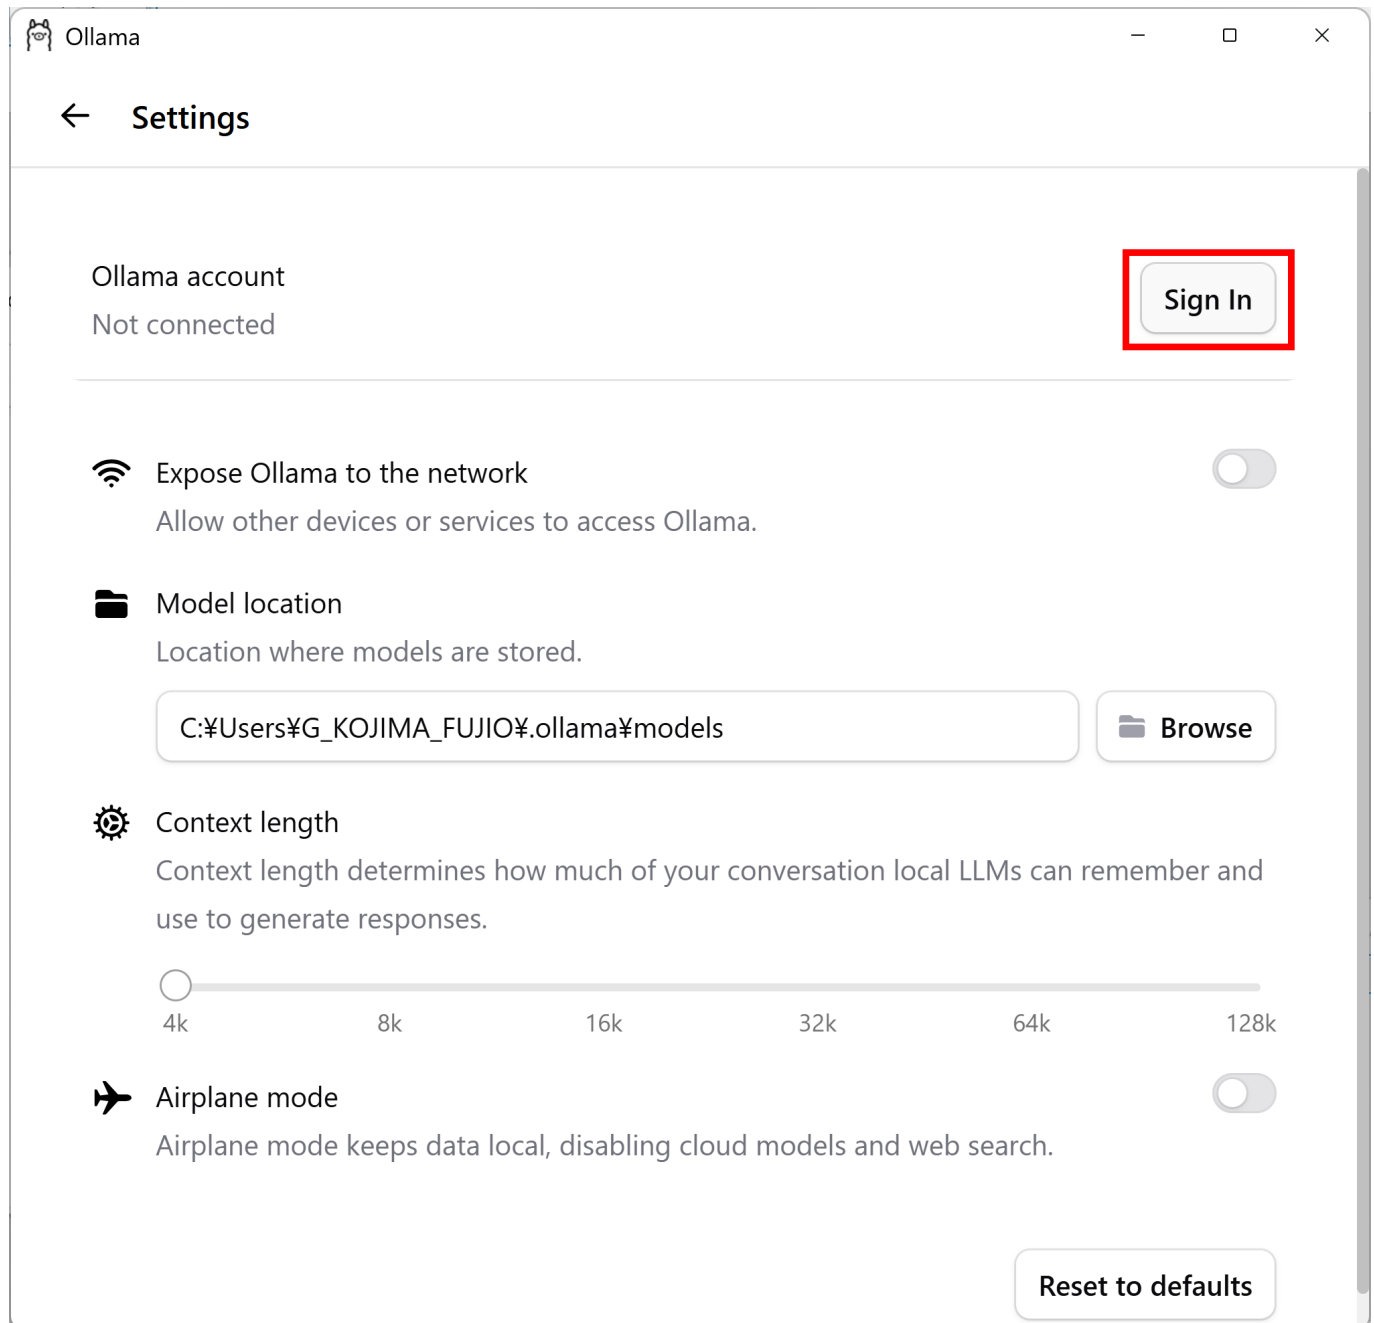 Ollama
Settings
Ollama account
Sign In
Not connected
Expose Ollama to the network
Allow other devices or services to access Ollama.
Model location
Location where models are stored.
C:¥Users¥G_KOJIMA_FUJIO¥.ollama¥models
Browse
Context length
Context length determines how much of your conversation local LLMs can remember and
use to generate responses.
4k 8k 16k 32k 64k 128k
Airplane mode
Airplane mode keeps data local, disabling cloud models and web search.
Reset to defaults